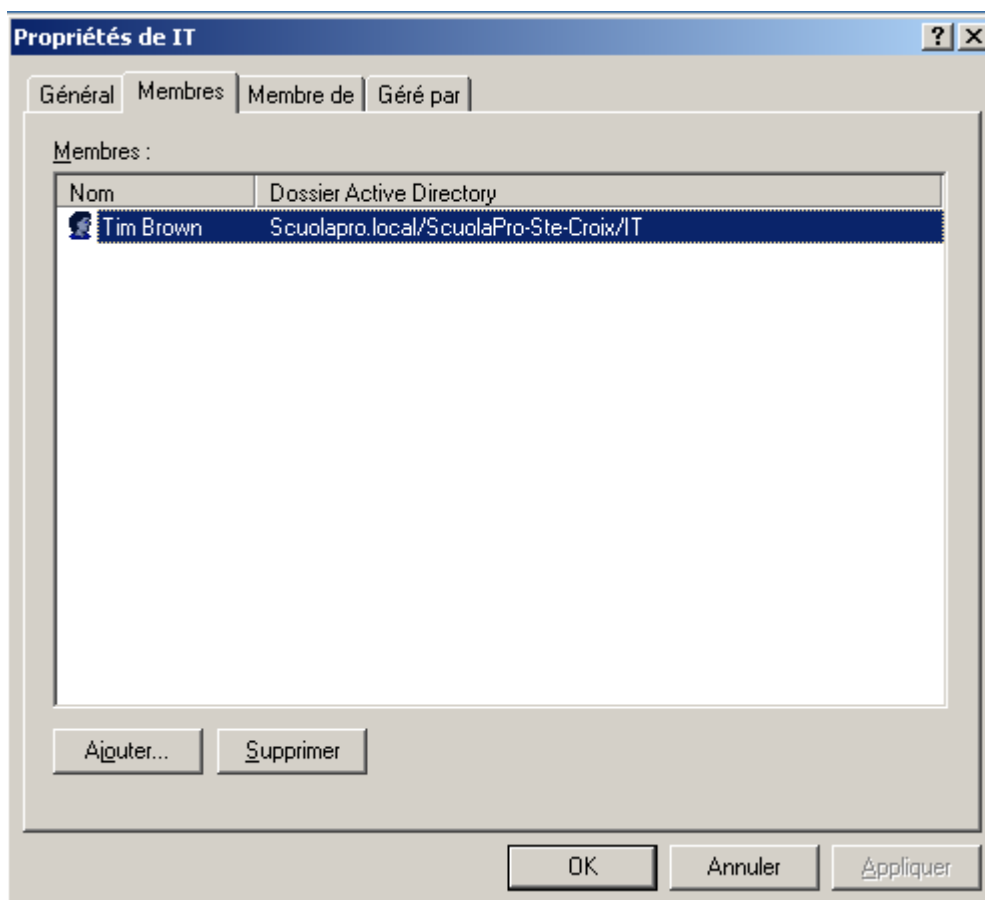 Propriétés de IT
Général Membres Membre de Géré par
Membres :
Nom Dossier Active Directory
Tim Brown Scuolapro.local/ScuolaPro-Ste-Croix/IT
Ajouter... Supprimer
OK Annuler Appliquer